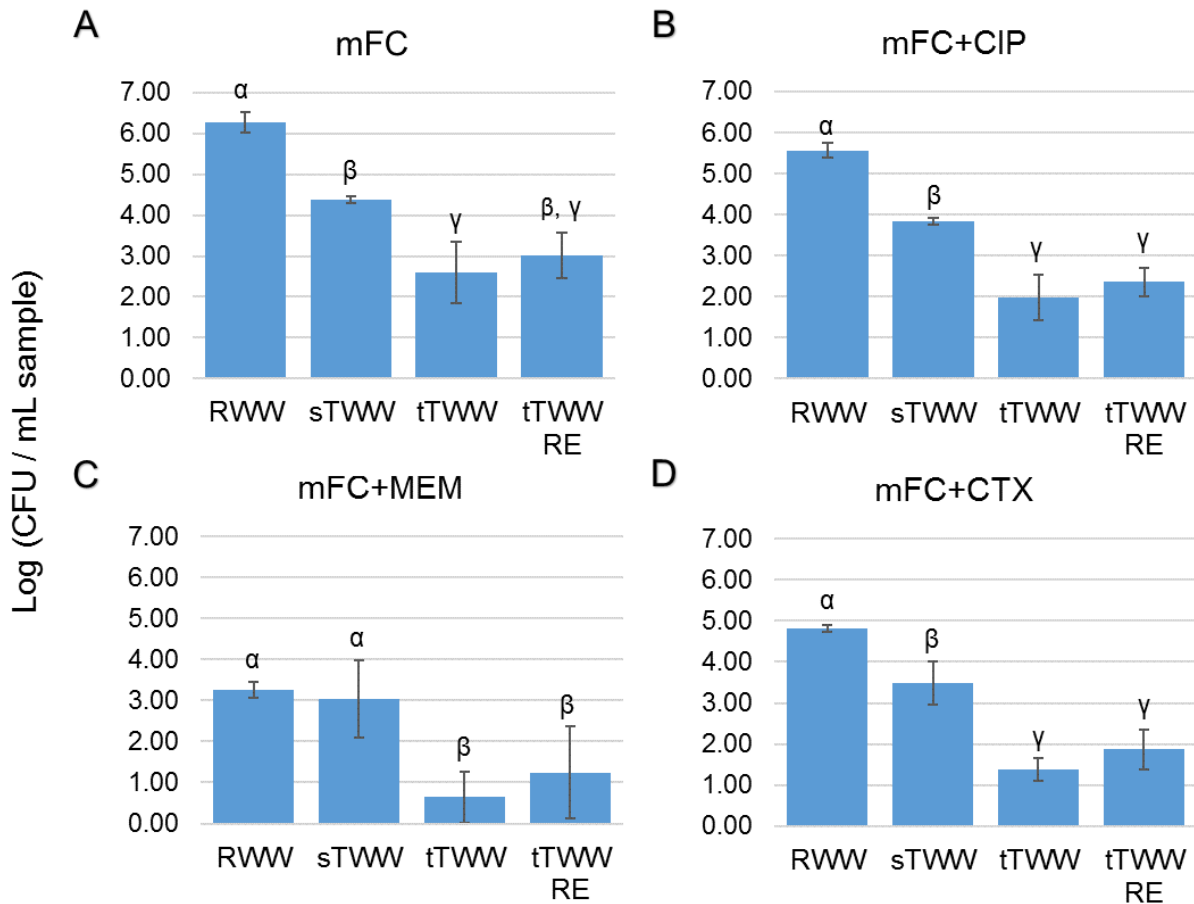 A
mFC
7.00
6.00
5.00
4.00
3.00
2.00
1.00
0.00
α
β
γ
β, γ
RWW
sTWW
tTWW
tTWW
RE
B
mFC+CIP
7.00
6.00
5.00
4.00
3.00
2.00
1.00
0.00
α
β
γ
γ
RWW
sTWW
tTWW
tTWW
RE
Log (CFU / mL sample)
C
mFC+MEM
7.00
6.00
5.00
4.00
3.00
2.00
1.00
0.00
α
α
β
β
RWW
sTWW
tTWW
tTWW
RE
D
mFC+CTX
7.00
6.00
5.00
4.00
3.00
2.00
1.00
0.00
α
β
γ
γ
RWW
sTWW
tTWW
tTWW
RE